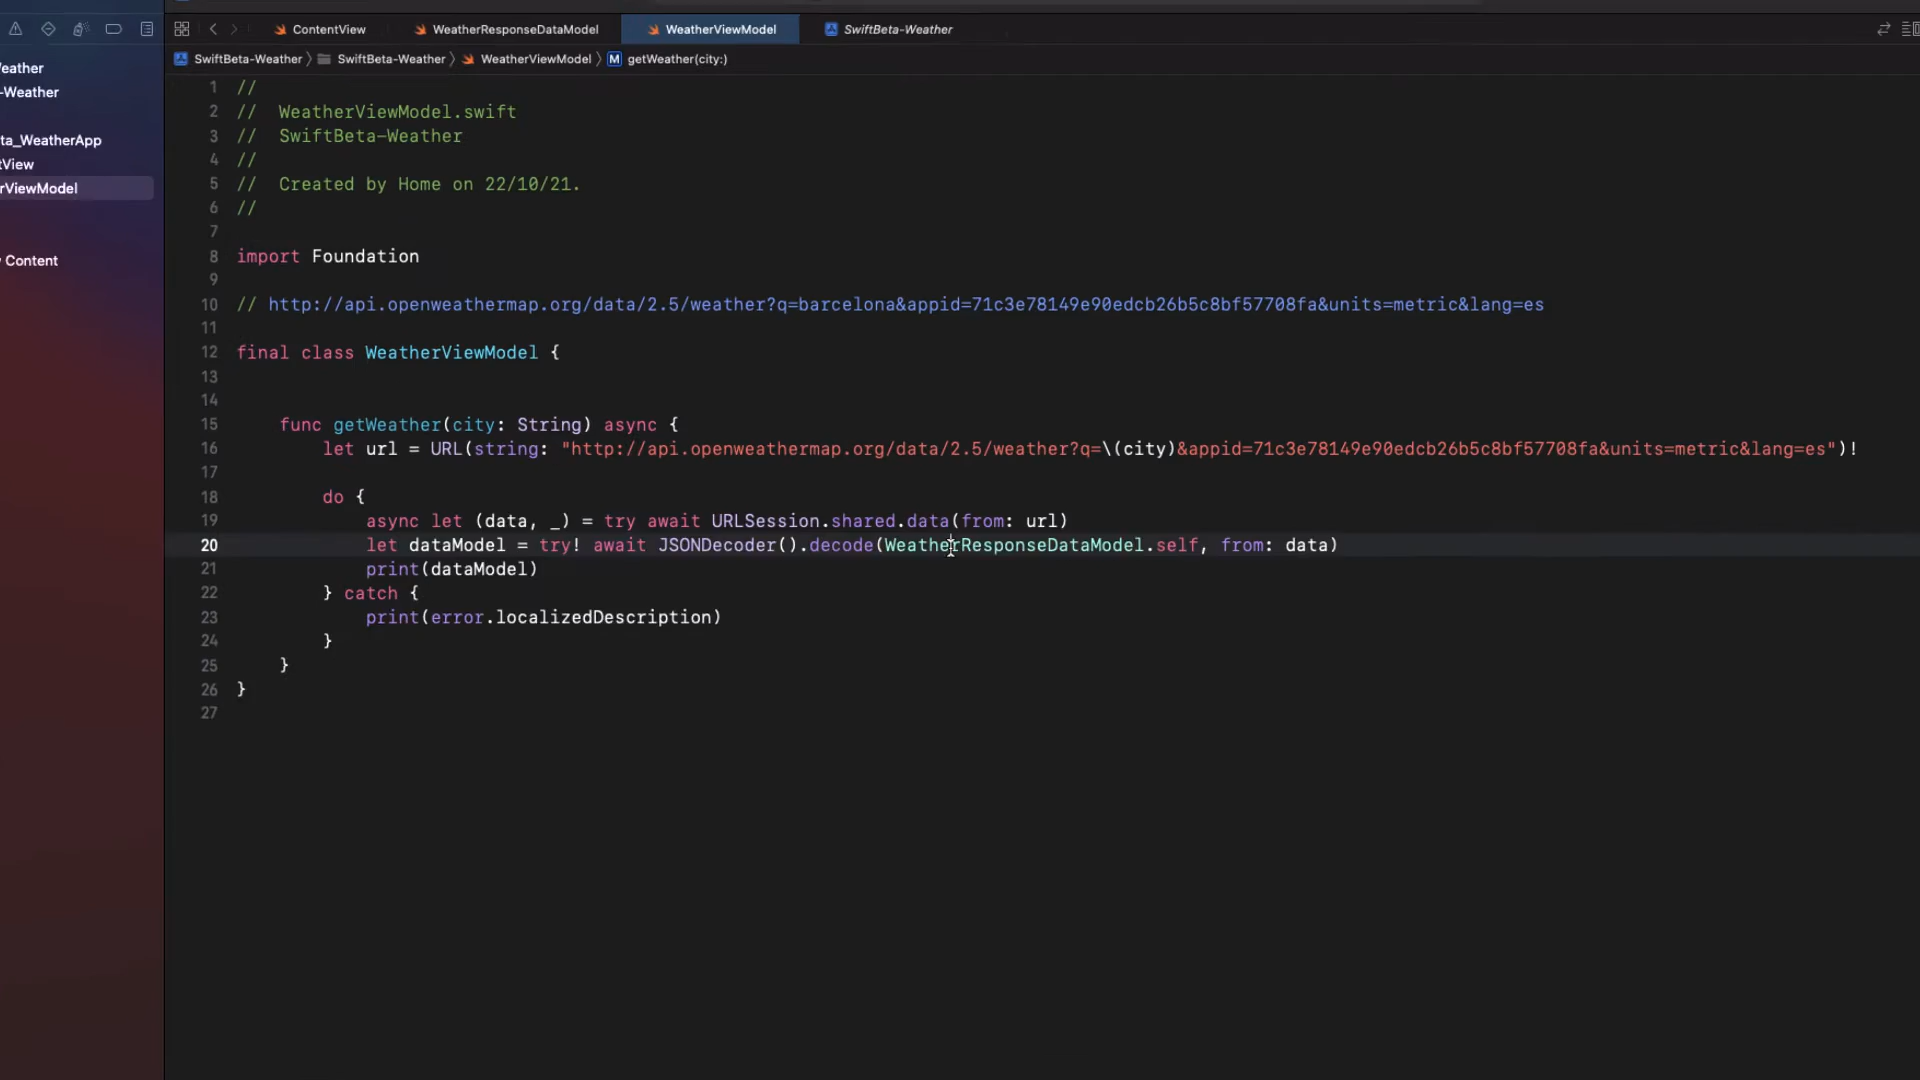 ContentView
WeatherResponseDataModel
WeatherViewModel
SwiftBeta-Weather
SwiftBeta-Weather
SwiftBeta-Weather
WeatherViewModel
M getWeather(city:)
eather
-Weather
ta_WeatherApp
tView
rViewModel
Content
1 //
2 //  WeatherViewModel.swift
3 //  SwiftBeta-Weather
4 //
5 //  Created by Home on 22/10/21.
6 //
7
8 import Foundation
9
10 // http://api.openweathermap.org/data/2.5/weather?q=barcelona&appid=71c3e78149e90edcb26b5c8bf57708fa&units=metric&lang=es
11
12 final class WeatherViewModel {
13
14
15     func getWeather(city: String) async {
16         let url = URL(string: "http://api.openweathermap.org/data/2.5/weather?q=\(city)&appid=71c3e78149e90edcb26b5c8bf57708fa&units=metric&lang=es")!
17
18         do {
19             async let (data, _) = try await URLSession.shared.data(from: url)
20             let dataModel = try! await JSONDecoder().decode(WeatherResponseDataModel.self, from: data)
21             print(dataModel)
22         } catch {
23             print(error.localizedDescription)
24         }
25     }
26 }
27